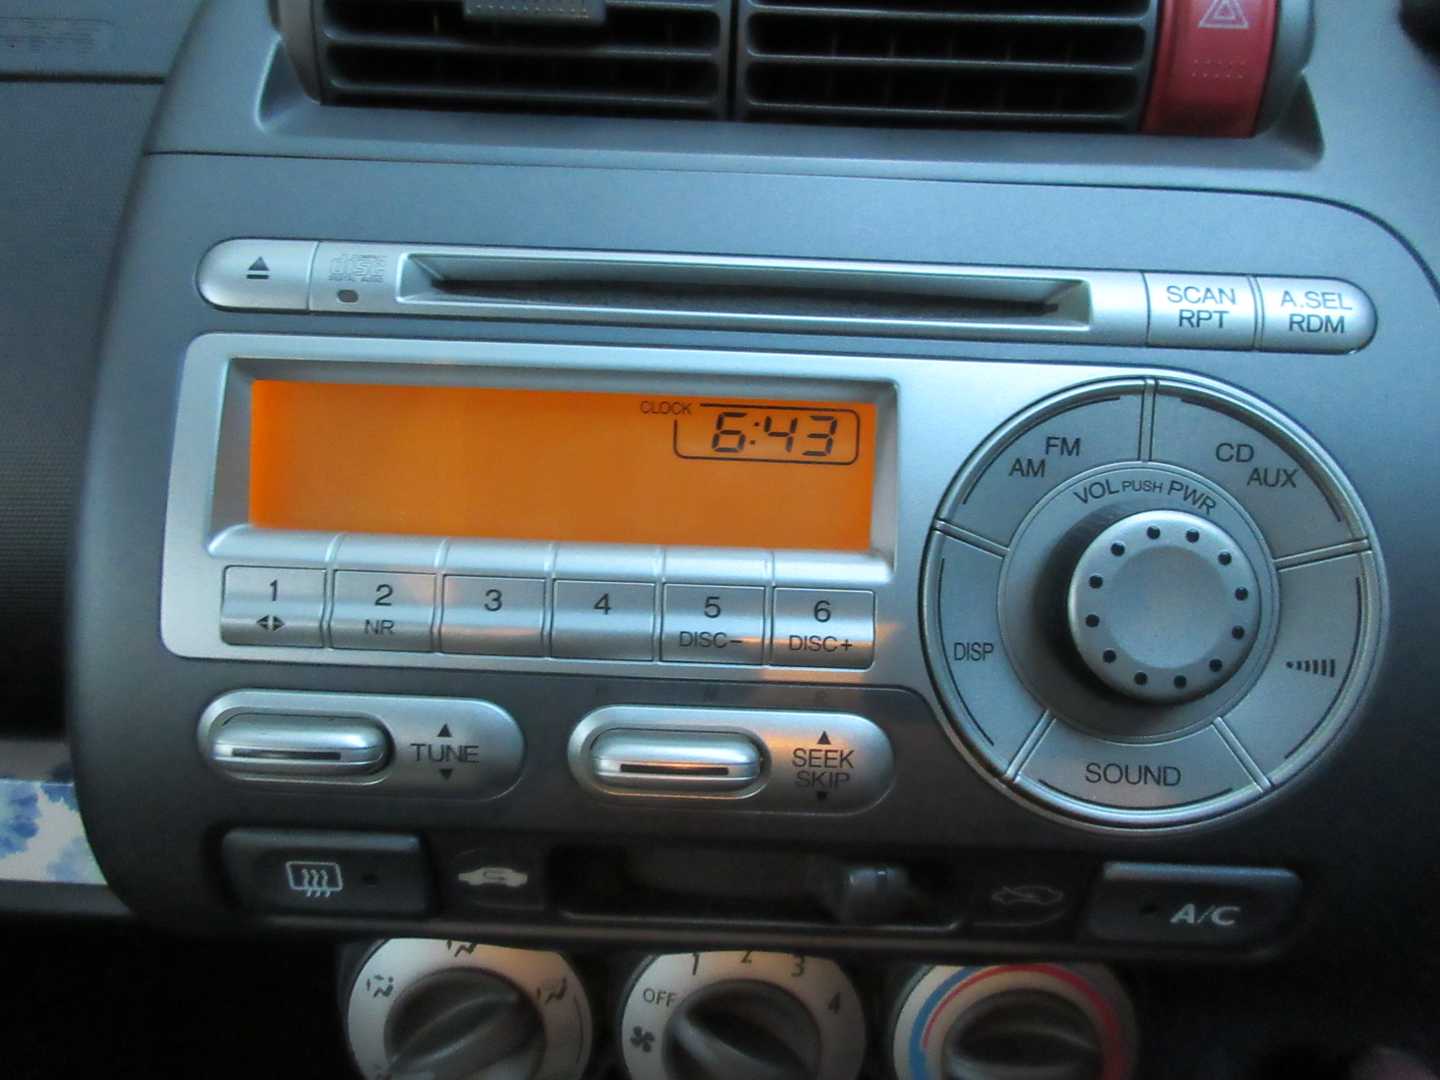 disc
SCAN
RPT
A.SEL
RDM
CLOCK
6:43
AM
FM
CD
AUX
VOL PUSH PWR
DISP
SOUND
1
2
NR
3
4
5
DISC-
6
DISC+
TUNE
SEEK
SKIP
A/C
OFF
1
2
3
4